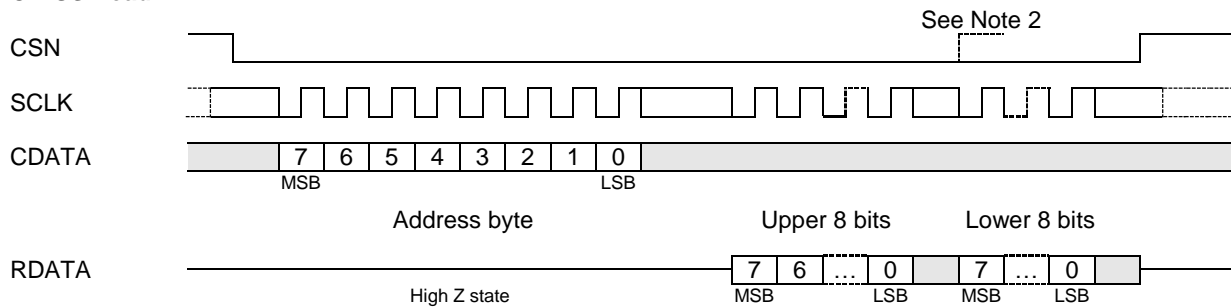 See Note 2
CSN
SCLK
CDATA
7 6 5 4 3 2 1 0
MSB LSB
Address byte Upper 8 bits Lower 8 bits
RDATA
7 6 … 0 7 … 0
High Z state MSB LSB MSB LSB